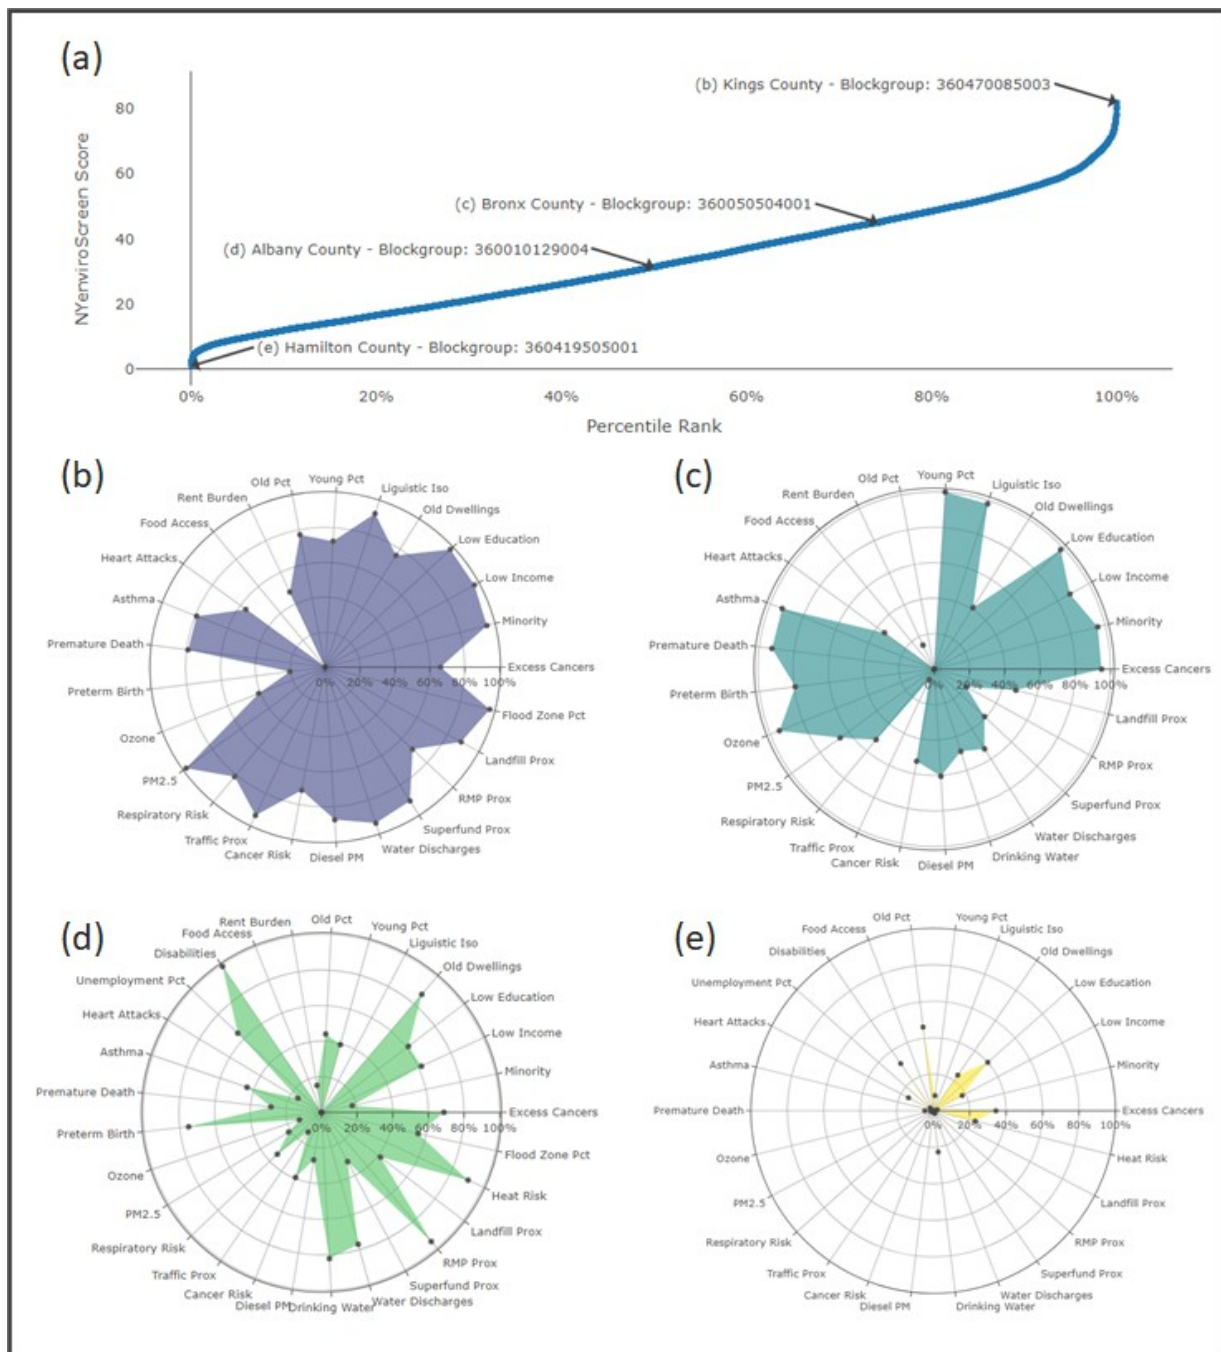 (a)
(b) Kings County - Blockgroup: 360470085003
80
NYenviroScreen Score
60
(c) Bronx County - Blockgroup: 360050504001
40
(d) Albany County - Blockgroup: 360010129004
20
(e) Hamilton County - Blockgroup: 360419505001
0
0% 20% 40% 60% 80% 100%
Percentile Rank
(b)
Young Pct
Liguistic Iso
Old Dwellings
Low Education
Low Income
Minority
Excess Cancers
Flood Zone Pct
Landfill Prox
RMP Prox
Superfund Prox
Water Discharges
Diesel PM
Cancer Risk
Traffic Prox
Respiratory Risk
PM2.5
Ozone
Preterm Birth
Premature Death
Asthma
Heart Attacks
Food Access
Rent Burden
Old Pct
0% 20% 40% 60% 80% 100%
(c)
Young Pct
Liguistic Iso
Old Dwellings
Low Education
Low Income
Minority
Excess Cancers
Landfill Prox
RMP Prox
Superfund Prox
Water Discharges
Drinking Water
Diesel PM
Cancer Risk
Traffic Prox
Respiratory Risk
PM2.5
Ozone
Preterm Birth
Premature Death
Asthma
Heart Attacks
Food Access
Rent Burden
Old Pct
0% 20% 40% 60% 80% 100%
(d)
Old Pct
Young Pct
Liguistic Iso
Old Dwellings
Low Education
Low Income
Minority
Excess Cancers
Flood Zone Pct
Heat Risk
Landfill Prox
RMP Prox
Superfund Prox
Water Discharges
Drinking Water
Diesel PM
Cancer Risk
Traffic Prox
Respiratory Risk
PM2.5
Ozone
Preterm Birth
Premature Death
Asthma
Heart Attacks
Unemployment Pct
Disabilities
Food Access
Rent Burden
0% 20% 40% 60% 80% 100%
(e)
Young Pct
Liguistic Iso
Old Dwellings
Low Education
Low Income
Minority
Excess Cancers
Heat Risk
Landfill Prox
RMP Prox
Superfund Prox
Water Discharges
Drinking Water
Diesel PM
Cancer Risk
Traffic Prox
Respiratory Risk
PM2.5
Ozone
Premature Death
Asthma
Heart Attacks
Unemployment Pct
Disabilities
Food Access
Old Pct
0% 20% 40% 60% 80% 100%